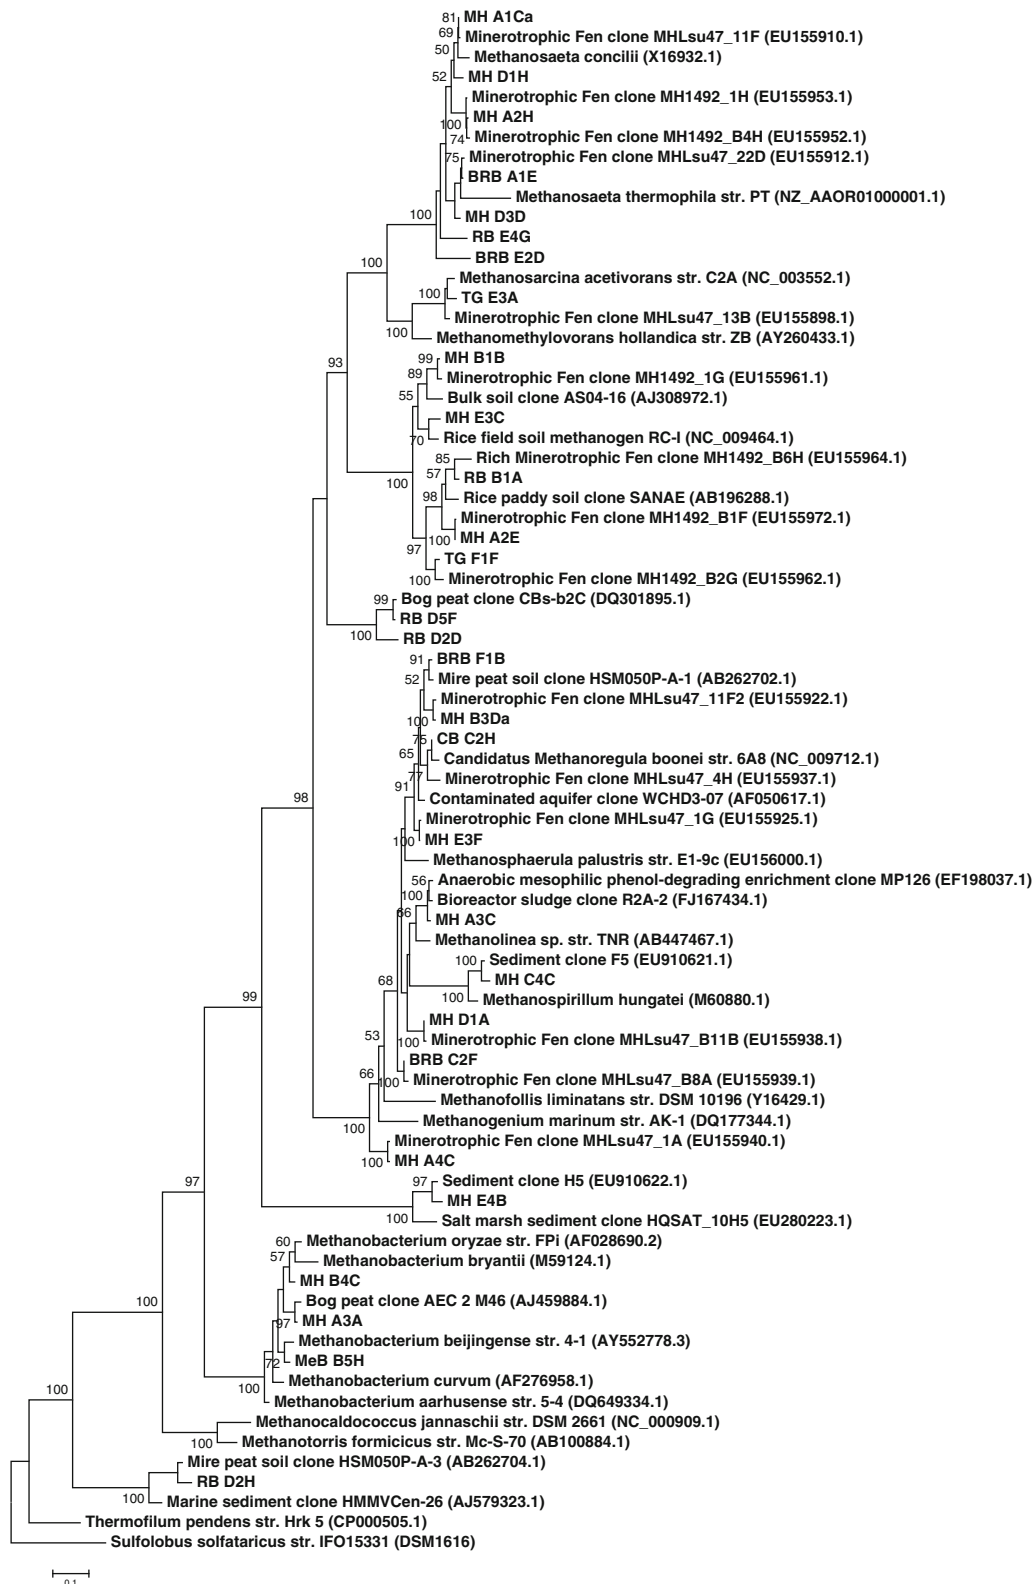 81 MH A1Ca
69 Minerotrophic Fen clone MHLsu47_11F (EU155910.1)
50 Methanosaeta concilii (X16932.1)
52 MH D1H
Minerotrophic Fen clone MH1492_1H (EU155953.1)
MH A2H
100
Minerotrophic Fen clone MH1492_B4H (EU155952.1)
74
75 Minerotrophic Fen clone MHLsu47_22D (EU155912.1)
BRB A1E
Methanosaeta thermophila str. PT (NZ_AAOR01000001.1)
100 MH D3D
RB E4G
BRB E2D
100
Methanosarcina acetivorans str. C2A (NC_003552.1)
100 TG E3A
Minerotrophic Fen clone MHLsu47_13B (EU155898.1)
100 Methanomethylovorans hollandica str. ZB (AY260433.1)
93 99 MH B1B
89 Minerotrophic Fen clone MH1492_1G (EU155961.1)
55 Bulk soil clone AS04-16 (AJ308972.1)
MH E3C
70 Rice field soil methanogen RC-I (NC_009464.1)
85 Rich Minerotrophic Fen clone MH1492_B6H (EU155964.1)
57 RB B1A
100
98 Rice paddy soil clone SANAE (AB196288.1)
Minerotrophic Fen clone MH1492_B1F (EU155972.1)
100 MH A2E
97
TG F1F
100 Minerotrophic Fen clone MH1492_B2G (EU155962.1)
99 Bog peat clone CBs-b2C (DQ301895.1)
RB D5F
100 RB D2D
91 BRB F1B
52 Mire peat soil clone HSM050P-A-1 (AB262702.1)
Minerotrophic Fen clone MHLsu47_11F2 (EU155922.1)
100 MH B3Da
75 CB C2H
65 Candidatus Methanoregula boonei str. 6A8 (NC_009712.1)
77 Minerotrophic Fen clone MHLsu47_4H (EU155937.1)
91
98 Contaminated aquifer clone WCHD3-07 (AF050617.1)
Minerotrophic Fen clone MHLsu47_1G (EU155925.1)
100 MH E3F
Methanosphaerula palustris str. E1-9c (EU156000.1)
56 Anaerobic mesophilic phenol-degrading enrichment clone MP126 (EF198037.1)
100 Bioreactor sludge clone R2A-2 (FJ167434.1)
66 MH A3C
Methanolinea sp. str. TNR (AB447467.1)
100 Sediment clone F5 (EU910621.1)
68 MH C4C
99 100 Methanospirillum hungatei (M60880.1)
MH D1A
53 100 Minerotrophic Fen clone MHLsu47_B11B (EU155938.1)
BRB C2F
66 100 Minerotrophic Fen clone MHLsu47_B8A (EU155939.1)
Methanofollis liminatans str. DSM 10196 (Y16429.1)
100 Methanogenium marinum str. AK-1 (DQ177344.1)
Minerotrophic Fen clone MHLsu47_1A (EU155940.1)
100 MH A4C
97 97 Sediment clone H5 (EU910622.1)
MH E4B
100 Salt marsh sediment clone HQSAT_10H5 (EU280223.1)
60 Methanobacterium oryzae str. FPi (AF028690.2)
57 Methanobacterium bryantii (M59124.1)
MH B4C
100 Bog peat clone AEC 2 M46 (AJ459884.1)
97 MH A3A
Methanobacterium beijingense str. 4-1 (AY552778.3)
72 MeB B5H
Methanobacterium curvum (AF276958.1)
100
100 Methanobacterium aarhusense str. 5-4 (DQ649334.1)
Methanocaldococcus jannaschii str. DSM 2661 (NC_000909.1)
100 Methanotorris formicicus str. Mc-S-70 (AB100884.1)
Mire peat soil clone HSM050P-A-3 (AB262704.1)
RB D2H
100 Marine sediment clone HMMVCen-26 (AJ579323.1)
Thermofilum pendens str. Hrk 5 (CP000505.1)
Sulfolobus solfataricus str. IFO15331 (DSM1616)
0.1